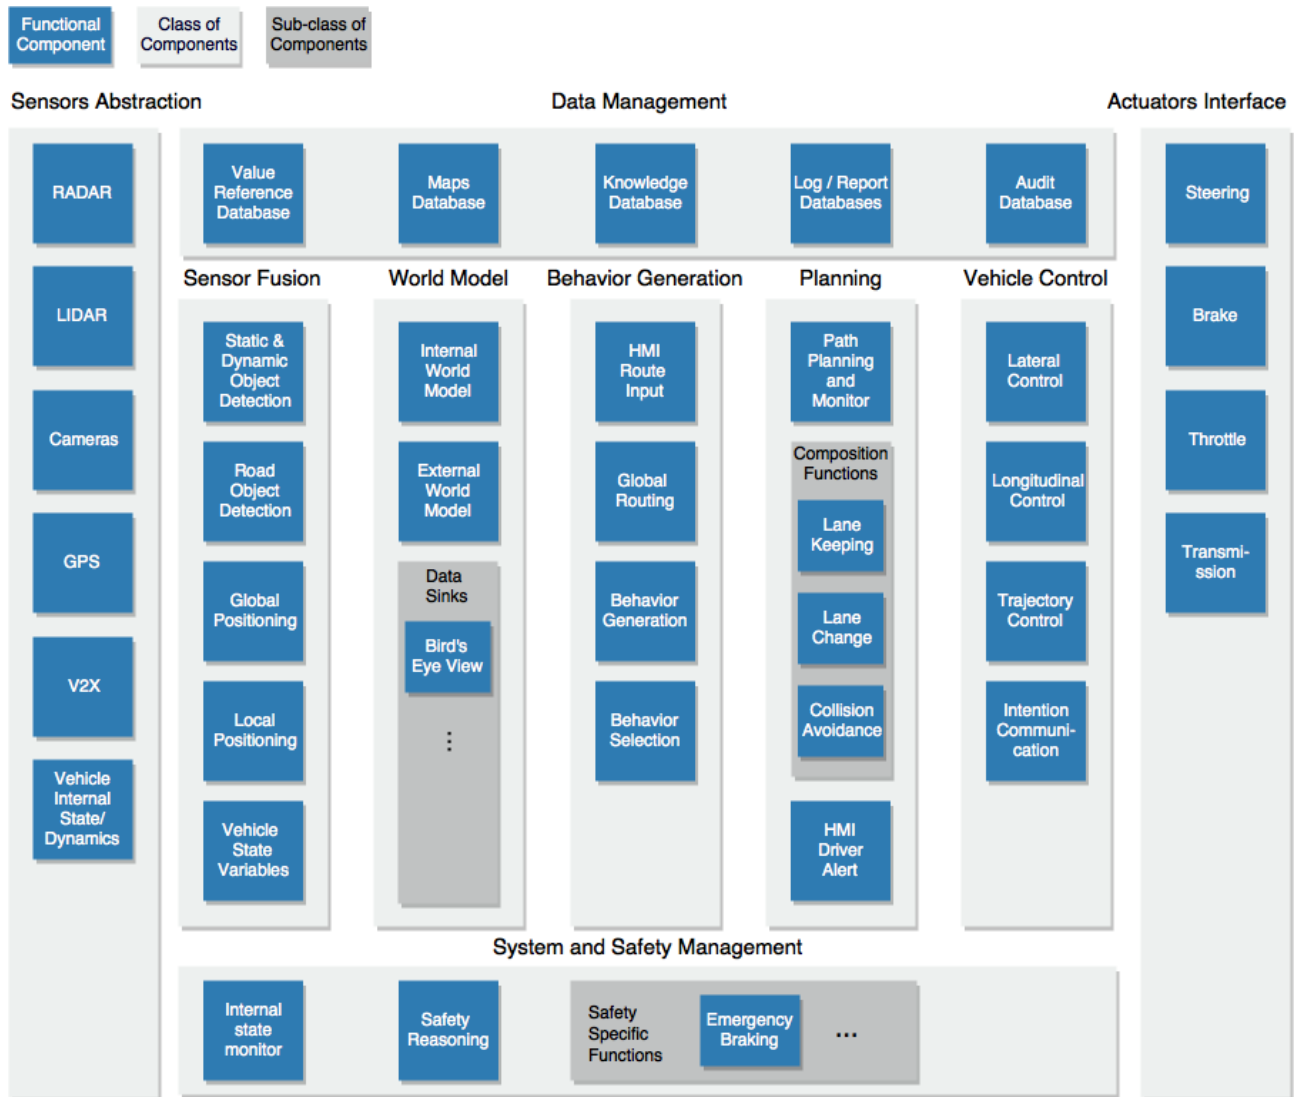 Functional
Component
Class of
Components
Sub-class of
Components
Sensors Abstraction
Data Management
Actuators Interface
RADAR
LIDAR
Cameras
GPS
V2X
Vehicle
Internal
State/
Dynamics
Value
Reference
Database
Maps
Database
Knowledge
Database
Log / Report
Databases
Audit
Database
Sensor Fusion
Static &
Dynamic
Object
Detection
Road
Object
Detection
Global
Positioning
Local
Positioning
Vehicle
State
Variables
World Model
Internal
World
Model
External
World
Model
Data
Sinks
Bird's
Eye View
⋮
Behavior Generation
HMI
Route
Input
Global
Routing
Behavior
Generation
Behavior
Selection
Planning
Path
Planning
and
Monitor
Composition
Functions
Lane
Keeping
Lane
Change
Collision
Avoidance
HMI
Driver
Alert
Vehicle Control
Lateral
Control
Longitudinal
Control
Trajectory
Control
Intention
Communi-
cation
Steering
Brake
Throttle
Transmi-
ssion
System and Safety Management
Internal
state
monitor
Safety
Reasoning
Safety
Specific
Functions
Emergency
Braking
...